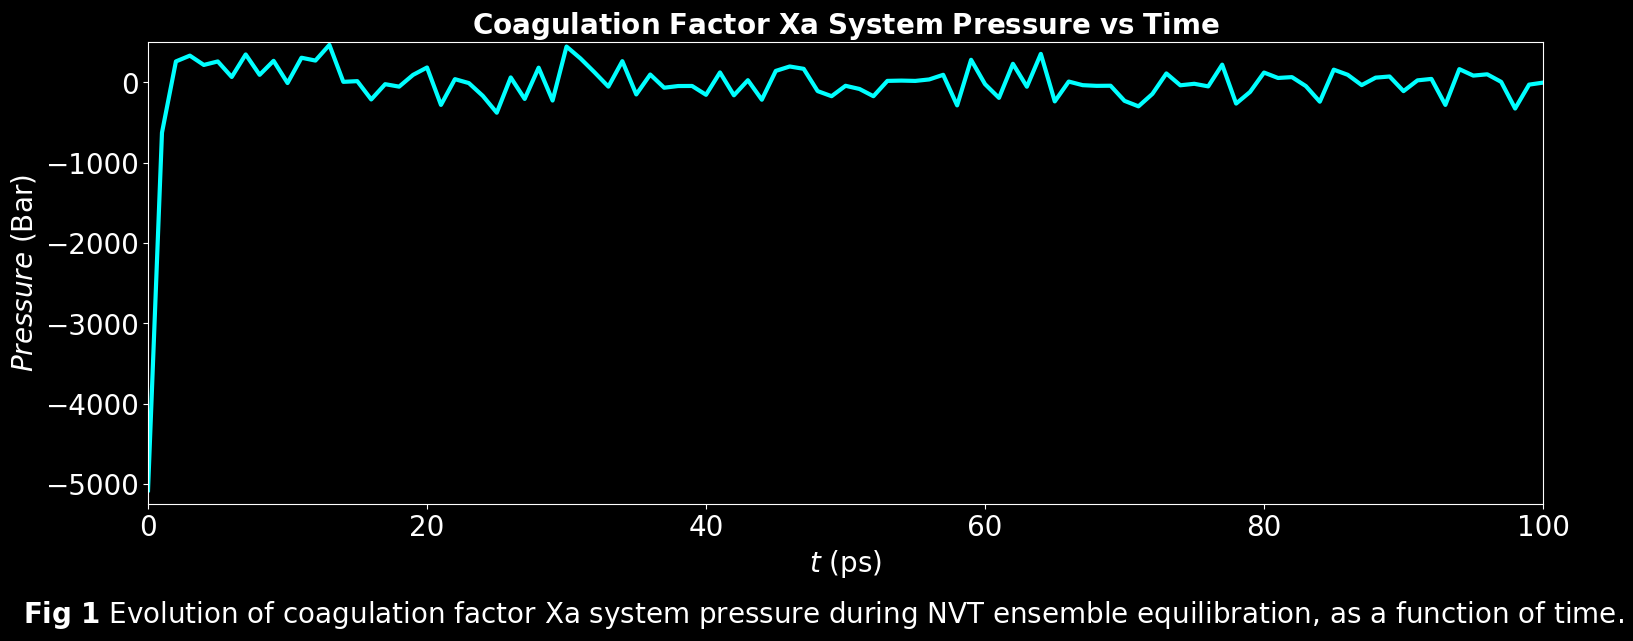 Coagulation Factor Xa System Pressure vs Time
0
−1000
−2000
−3000
−4000
−5000
Pressure (Bar)
0 20 40 60 80 100
t (ps)
Fig 1 Evolution of coagulation factor Xa system pressure during NVT ensemble equilibration, as a function of time.